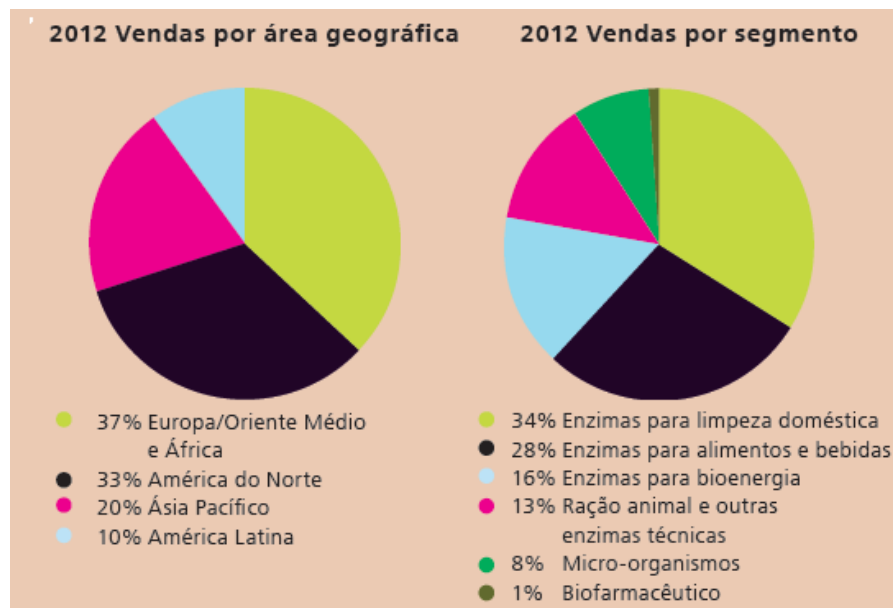 2012 Vendas por área geográfica
37% Europa/Oriente Médio
e África
33% América do Norte
20% Ásia Pacífico
10% América Latina
2012 Vendas por segmento
34% Enzimas para limpeza doméstica
28% Enzimas para alimentos e bebidas
16% Enzimas para bioenergia
13% Ração animal e outras
enzimas técnicas
8% Micro-organismos
1% Biofarmacêutico